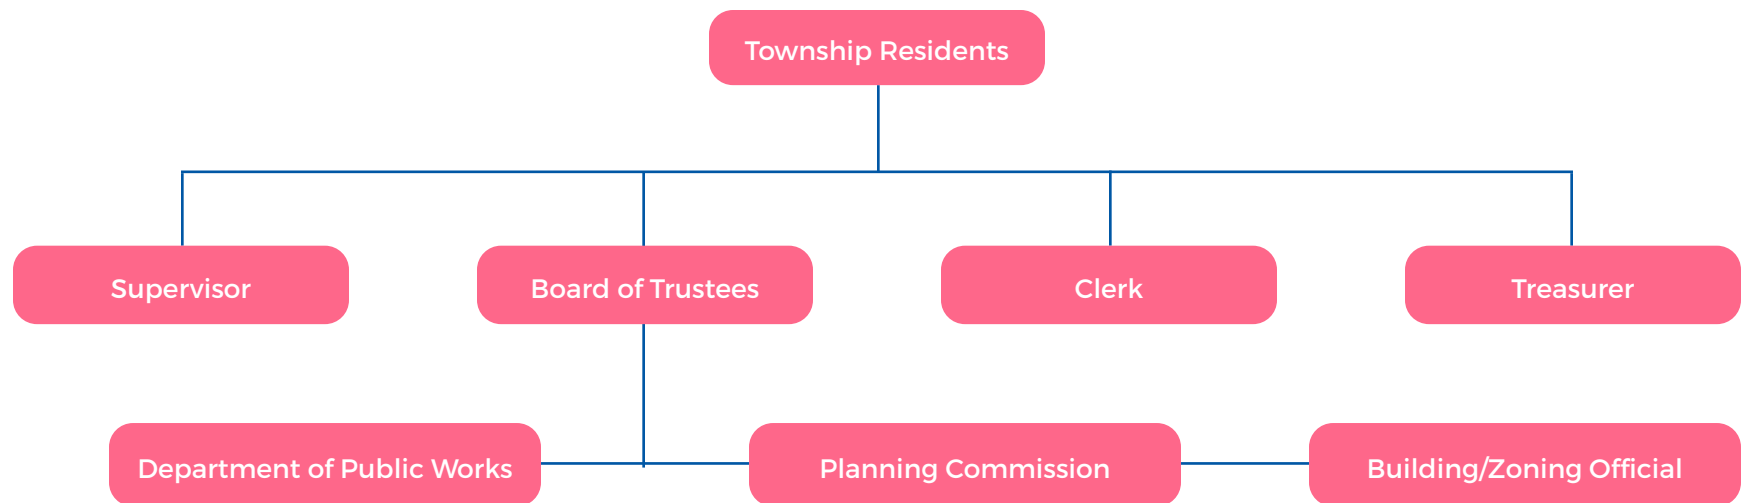 Township Residents
Supervisor
Board of Trustees
Clerk
Treasurer
Department of Public Works
Planning Commission
Building/Zoning Official